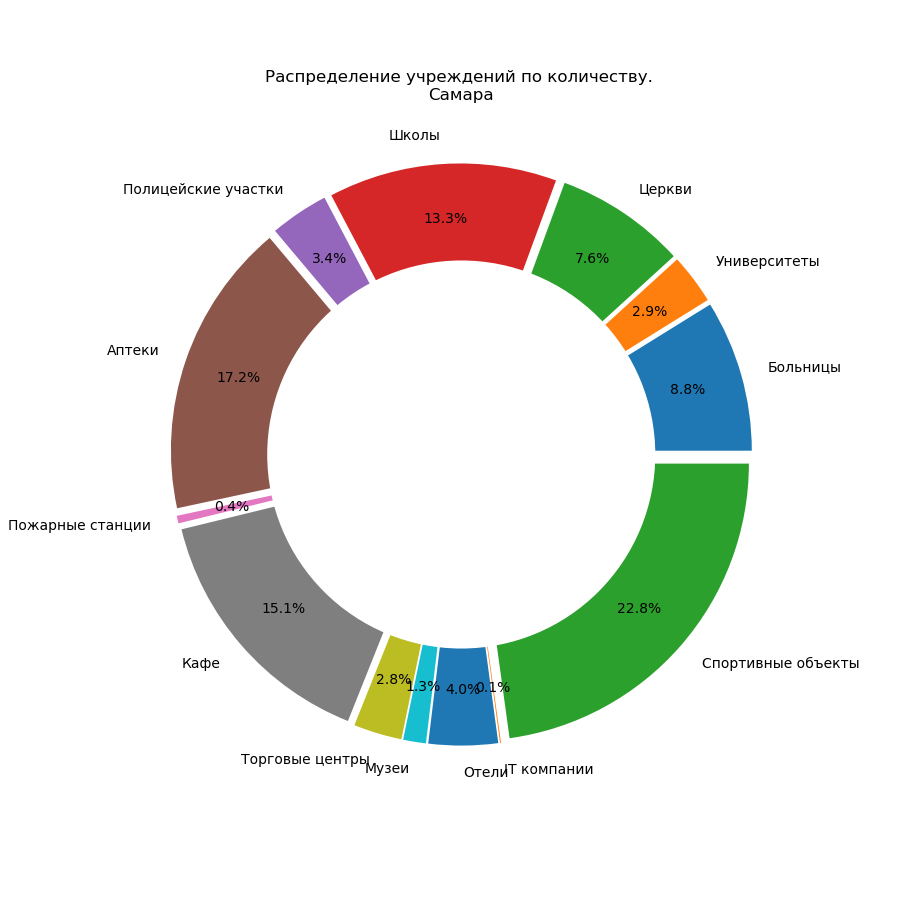 Распределение учреждений по количеству.
Самара
Школы
Полицейские участки
Церкви
13.3%
3.4%
7.6%
Университеты
2.9%
Аптеки
17.2%
Больницы
8.8%
0.4%
Пожарные станции
15.1%
22.8%
Кафе
Спортивные объекты
2.8%
1.3%
4.0%
0.1%
Торговые центры
Музеи
Отели
IT компании